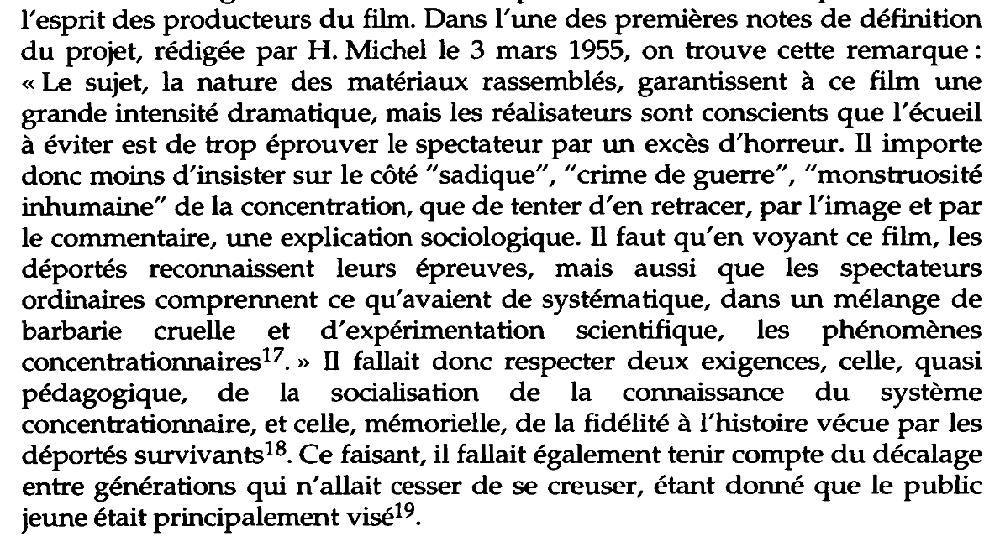 l'esprit des producteurs du film. Dans l'une des premières notes de définition
du projet, rédigée par H. Michel le 3 mars 1955, on trouve cette remarque :
« Le sujet, la nature des matériaux rassemblés, garantissent à ce film une
grande intensité dramatique, mais les réalisateurs sont conscients que l'écueil
à éviter est de trop éprouver le spectateur par un excès d'horreur. Il importe
donc moins d'insister sur le côté "sadique", "crime de guerre", "monstruosité
inhumaine" de la concentration, que de tenter d'en retracer, par l'image et par
le commentaire, une explication sociologique. Il faut qu'en voyant ce film, les
déportés reconnaissent leurs épreuves, mais aussi que les spectateurs
ordinaires comprennent ce qu'avaient de systématique, dans un mélange de
barbarie cruelle et d'expérimentation scientifique, les phénomènes
concentrationnaires17. » Il fallait donc respecter deux exigences, celle, quasi
pédagogique, de la socialisation de la connaissance du système
concentrationnaire, et celle, mémorielle, de la fidélité à l'histoire vécue par les
déportés survivants18. Ce faisant, il fallait également tenir compte du décalage
entre générations qui n'allait cesser de se creuser, étant donné que le public
jeune était principalement visé19.